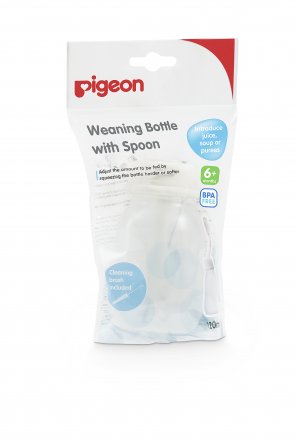 pigeon
Weaning Bottle
with Spoon
Introduce
juice,
soup or
purees
Adjust the amount to be fed by
squeezing the bottle harder or softer
6+
BPA
FREE
Cleaning
brush
included